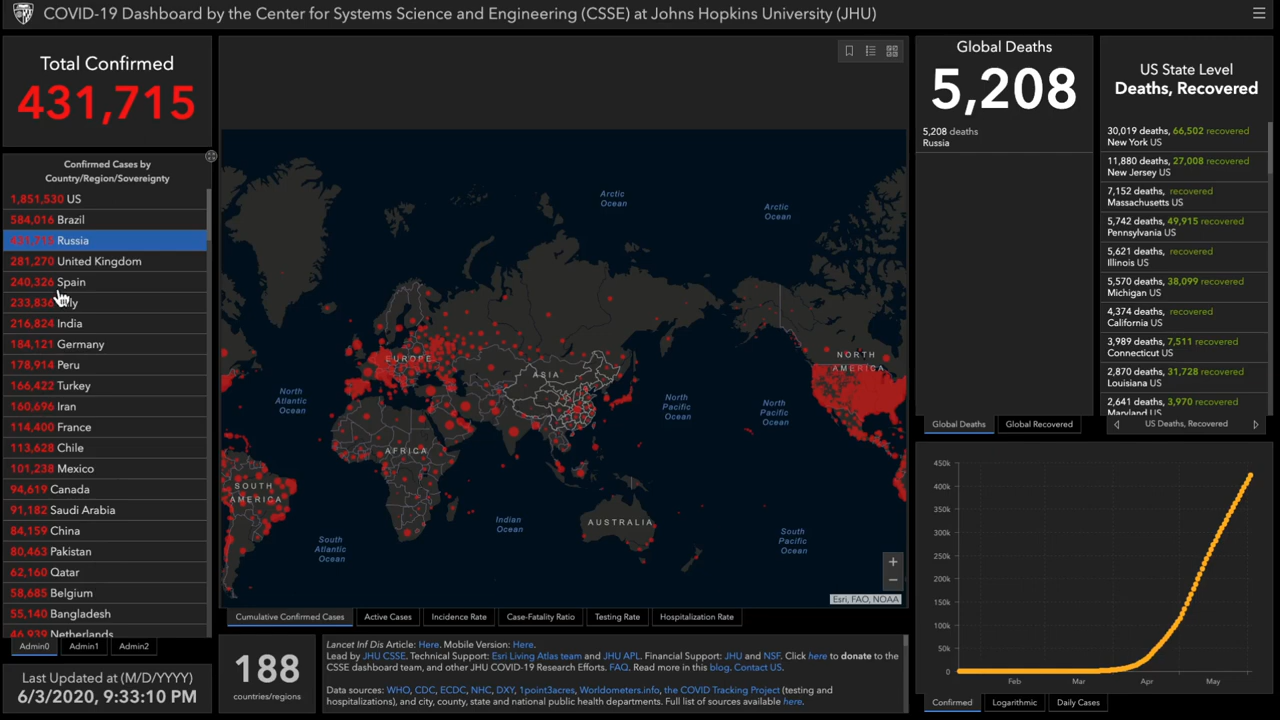 COVID-19 Dashboard by the Center for Systems Science and Engineering (CSSE) at Johns Hopkins University (JHU)
Total Confirmed
431,715
Confirmed Cases by
Country/Region/Sovereignty
1,851,530 US
584,016 Brazil
431,715 Russia
281,270 United Kingdom
240,326 Spain
233,836
216,824 India
184,121 Germany
178,914 Peru
166,422 Turkey
160,696 Iran
114,400 France
113,628 Chile
101,238 Mexico
94,619 Canada
91,182 Saudi Arabia
84,159 China
80,463 Pakistan
62,160 Qatar
58,685 Belgium
55,140 Bangladesh
46,939 Netherlands
Admin0
Admin1
Admin2
Last Updated at (M/D/YYYY)
6/3/2020, 9:33:10 PM
Arctic
Ocean
Arctic
Ocean
EUROPE
ASIA
NORTH
AMERICA
North
Atlantic
Ocean
North
Pacific
Ocean
North
Pacific
Ocean
AFRICA
SOUTH
AMERICA
Indian
Ocean
AUSTRALIA
South
Atlantic
Ocean
South
Pacific
Ocean
+
−
Esri, FAO, NOAA
Cumulative Confirmed Cases
Active Cases
Incidence Rate
Case-Fatality Ratio
Testing Rate
Hospitalization Rate
188
countries/regions
Lancet Inf Dis Article: Here. Mobile Version: Here.
Lead by JHU CSSE. Technical Support: Esri Living Atlas team and JHU APL. Financial Support: JHU and NSF. Click here to donate to the
CSSE dashboard team, and other JHU COVID-19 Research Efforts. FAQ. Read more in this blog. Contact US.
Data sources: WHO, CDC, ECDC, NHC, DXY, 1point3acres, Worldometers.info, the COVID Tracking Project (testing and
hospitalizations), and city, county, state and national public health departments. Full list of sources available here.
Global Deaths
5,208
5,208 deaths
Russia
Global Deaths
Global Recovered
US State Level
Deaths, Recovered
30,019 deaths, 66,502 recovered
New York US
11,880 deaths, 27,008 recovered
New Jersey US
7,152 deaths, recovered
Massachusetts US
5,742 deaths, 49,915 recovered
Pennsylvania US
5,621 deaths, recovered
Illinois US
5,570 deaths, 38,099 recovered
Michigan US
4,374 deaths, recovered
California US
3,989 deaths, 7,511 recovered
Connecticut US
2,870 deaths, 31,728 recovered
Louisiana US
2,641 deaths, 3,970 recovered
Maryland US
US Deaths, Recovered
450k
400k
350k
300k
250k
200k
150k
100k
50k
0
Feb
Mar
Apr
May
Confirmed
Logarithmic
Daily Cases